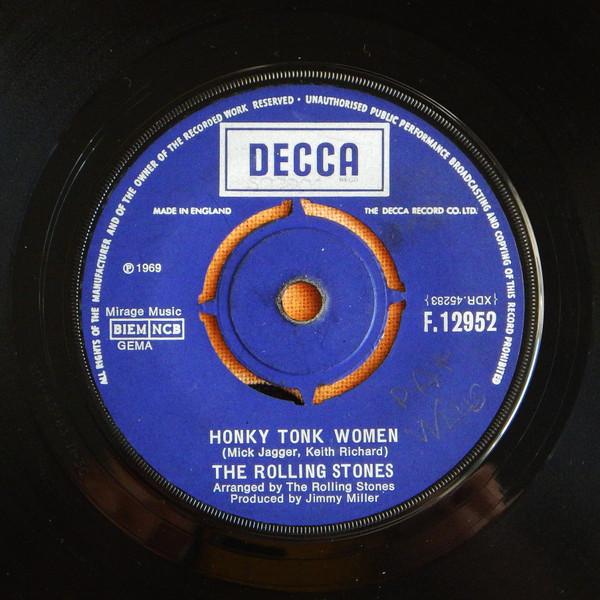 ALL RIGHTS OF THE MANUFACTURER AND OF THE OWNER OF THE RECORDED WORK RESERVED · UNAUTHORISED PUBLIC PERFORMANCE BROADCASTING AND COPYING OF THIS RECORD PROHIBITED
DECCA
MADE IN ENGLAND
THE DECCA RECORD CO. LTD.
℗ 1969
Mirage Music
BIEM NCB
GEMA
{XDR.45283}
F.12952
HONKY TONK WOMEN
(Mick Jagger, Keith Richard)
THE ROLLING STONES
Arranged by The Rolling Stones
Produced by Jimmy Miller